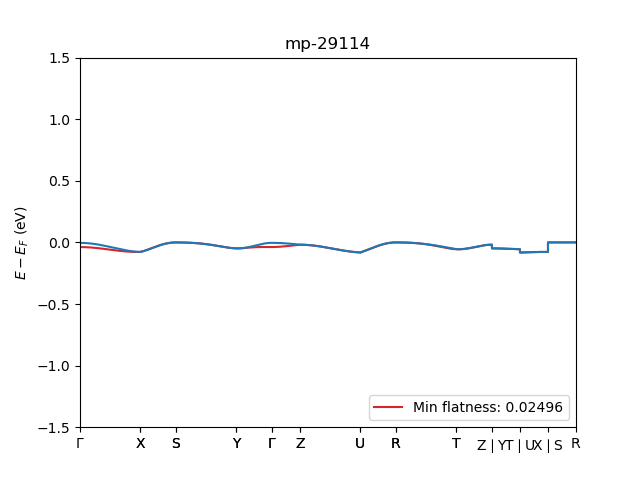 mp-29114
1.5
1.0
0.5
0.0
−0.5
−1.0
−1.5
E − E_F (eV)
Min flatness: 0.02496
Γ X S Y Γ Z U R T Z | YT | UX | S R